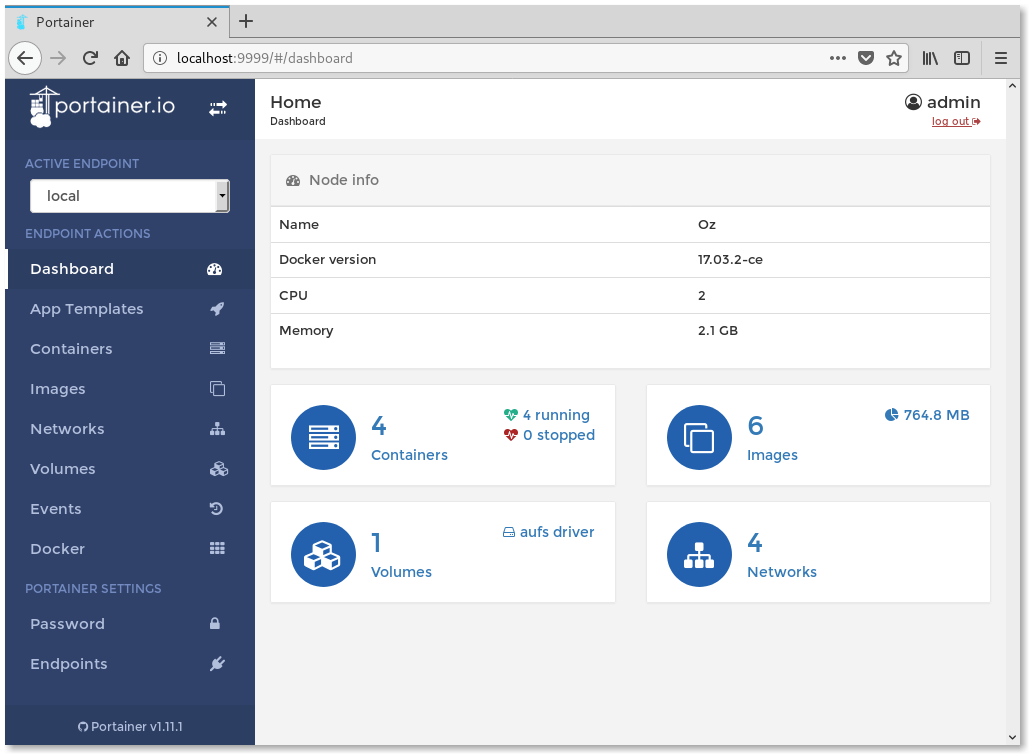 Portainer
localhost:9999/#/dashboard
portainer.io
ACTIVE ENDPOINT
local
ENDPOINT ACTIONS
Dashboard
App Templates
Containers
Images
Networks
Volumes
Events
Docker
PORTAINER SETTINGS
Password
Endpoints
Portainer v1.11.1
Home
Dashboard
admin
log out
Node info
Name Oz
Docker version 17.03.2-ce
CPU 2
Memory 2.1 GB
4
Containers
4 running
0 stopped
6
Images
764.8 MB
1
Volumes
aufs driver
4
Networks